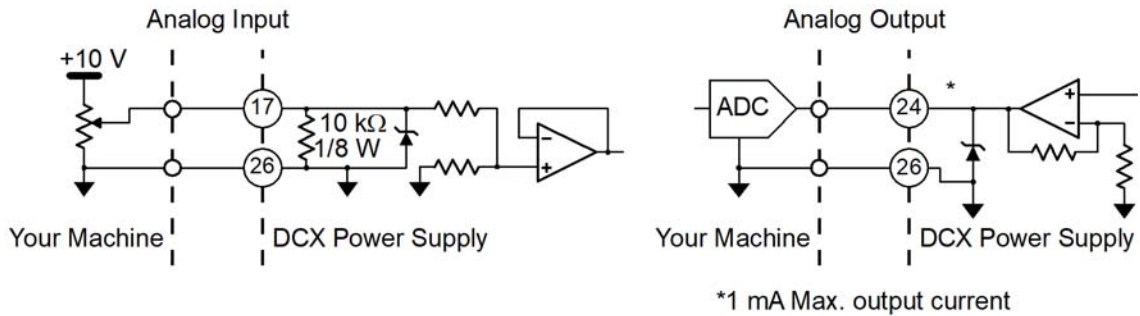 Analog Input
+10 V
17
10 kΩ
1/8 W
26
-
+
Your Machine
DCX Power Supply
Analog Output
ADC
24
*
+
-
26
Your Machine
DCX Power Supply
*1 mA Max. output current